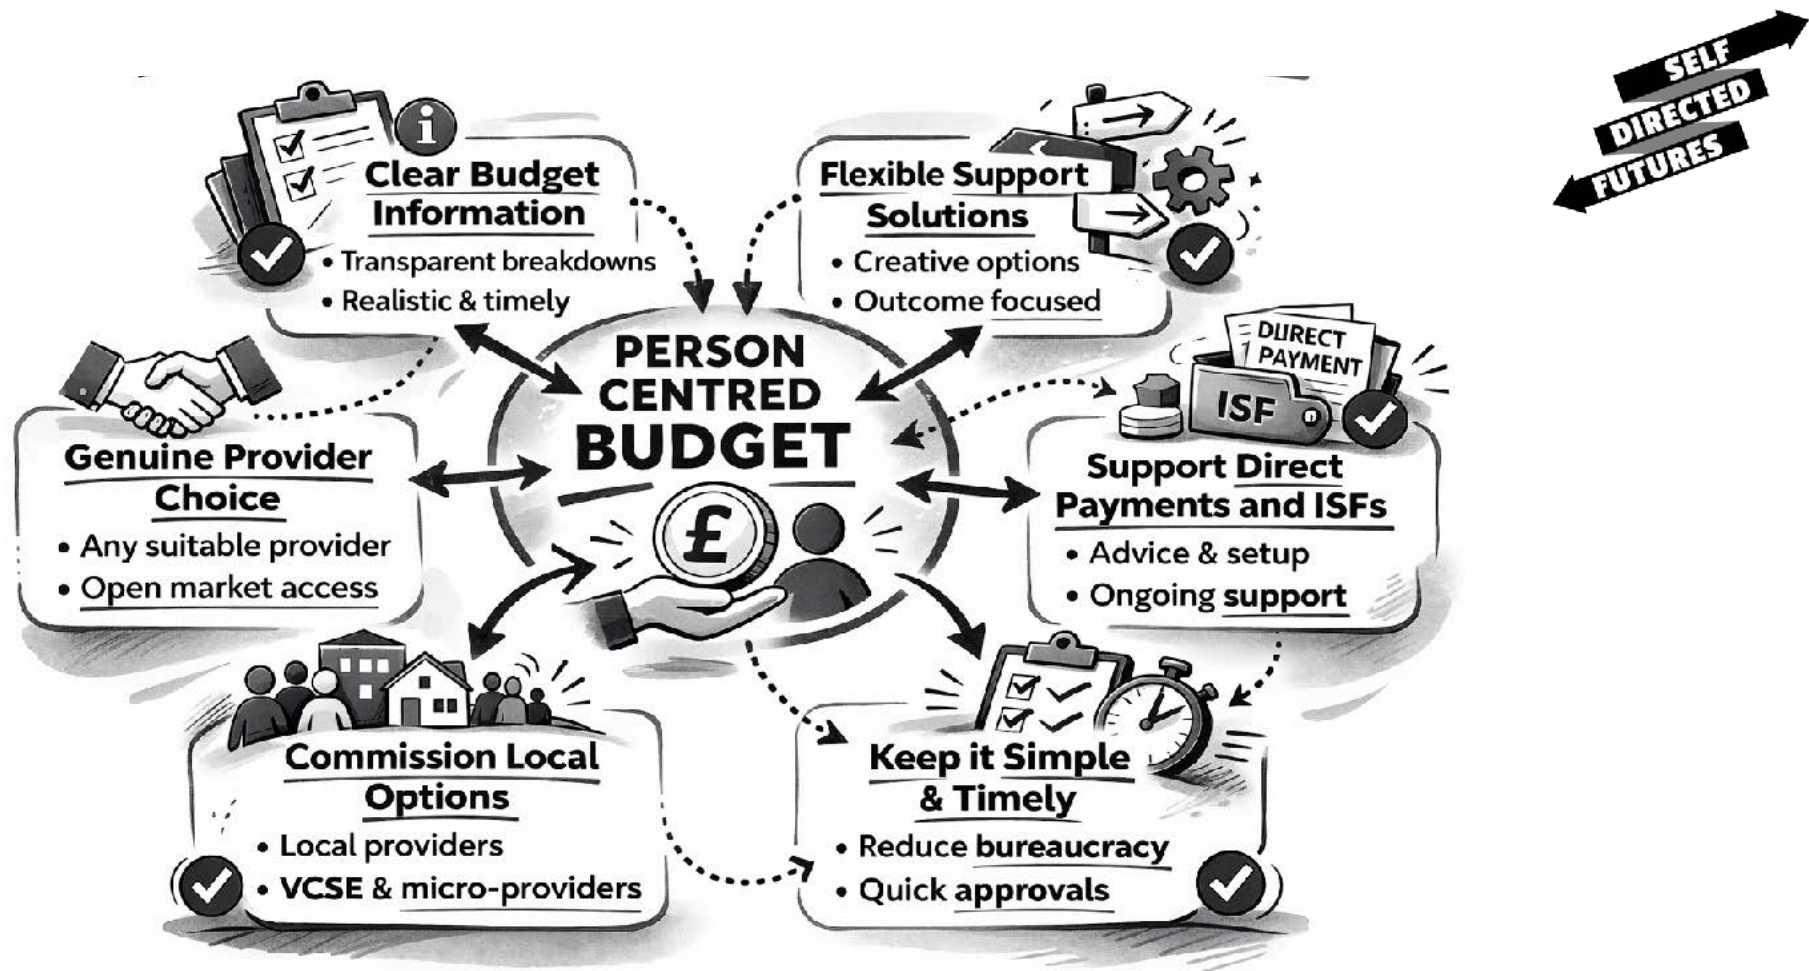 SELF
DIRECTED
FUTURES
i
Clear Budget
Information
• Transparent breakdowns
• Realistic & timely
Flexible Support
Solutions
• Creative options
• Outcome focused
PERSON
CENTRED
BUDGET
£
Genuine Provider
Choice
• Any suitable provider
• Open market access
DUIRECT
PAYMENT
ISF
Support Direct
Payments and ISFs
• Advice & setup
• Ongoing support
Commission Local
Options
• Local providers
• VCSE & micro-providers
Keep it Simple
& Timely
• Reduce bureaucracy
• Quick approvals